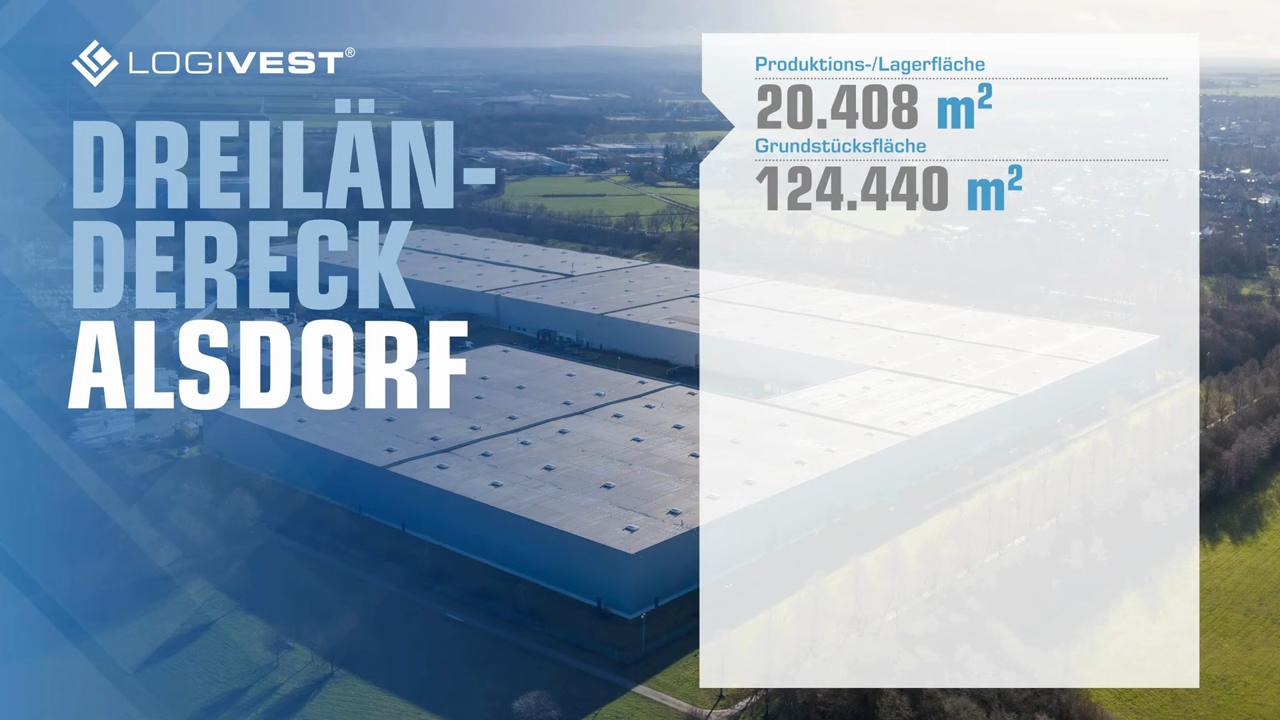 LOGIVEST®
DREILÄN-
DERECK
ALSDORF
Produktions-/Lagerfläche
20.408 m²
Grundstücksfläche
124.440 m²